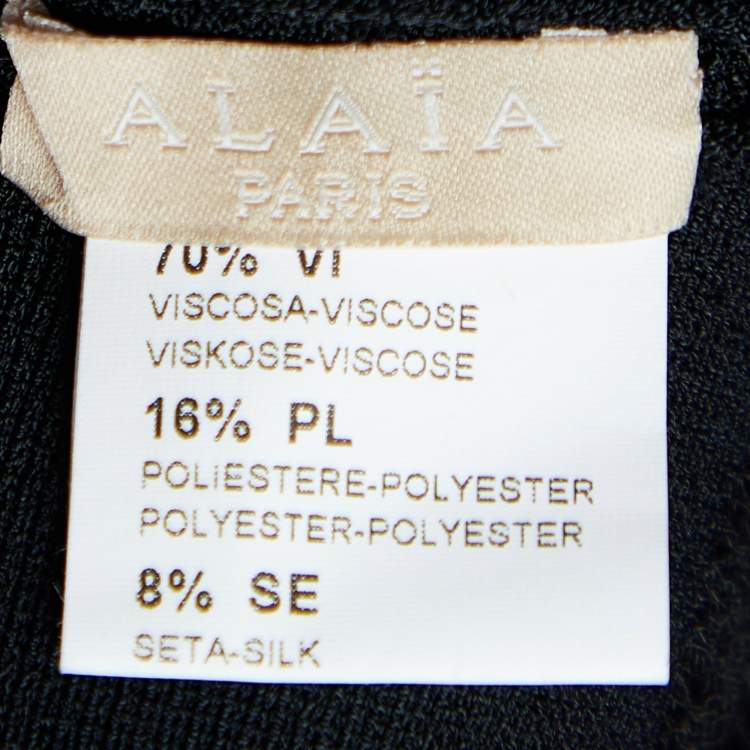 ALAÏA
PARIS
70% VI
VISCOSA-VISCOSE
VISKOSE-VISCOSE
16% PL
POLIESTERE-POLYESTER
POLYESTER-POLYESTER
8% SE
SETA-SILK